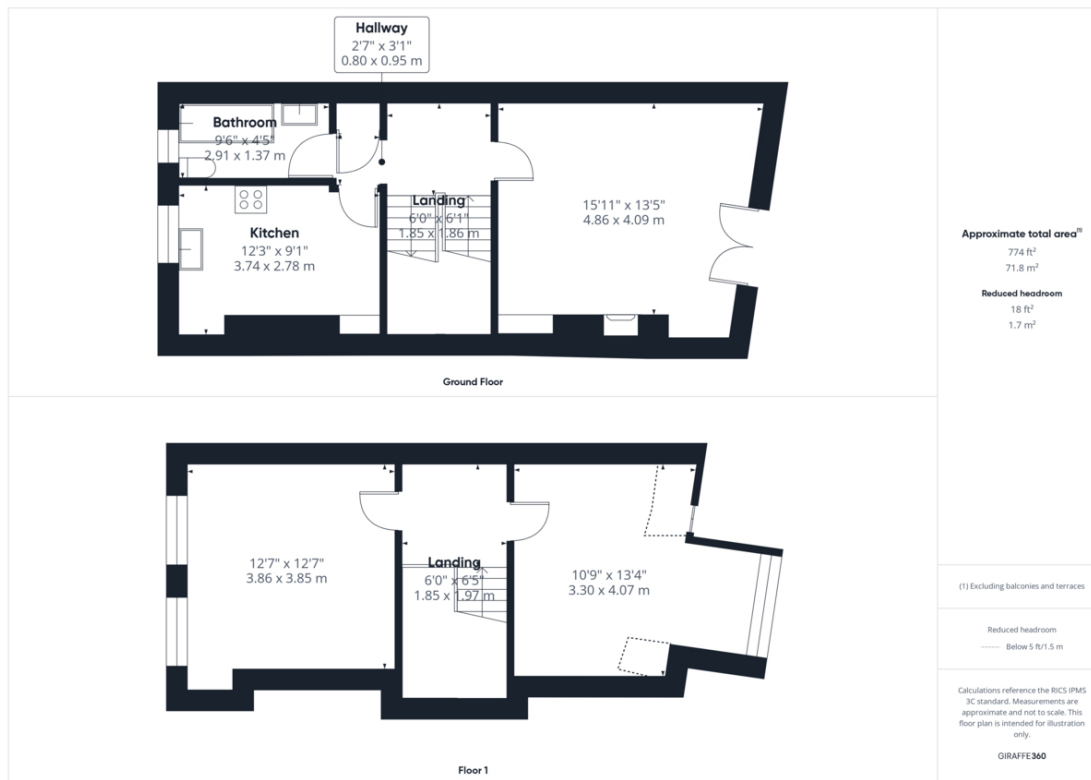 Hallway
2'7" x 3'1"
0.80 x 0.95 m
Bathroom
9'6" x 4'5"
2.91 x 1.37 m
Kitchen
12'3" x 9'1"
3.74 x 2.78 m
Landing
6'0" x 6'1"
1.85 x 1.86 m
15'11" x 13'5"
4.86 x 4.09 m
Ground Floor
12'7" x 12'7"
3.86 x 3.85 m
Landing
6'0" x 6'5"
1.85 x 1.97 m
10'9" x 13'4"
3.30 x 4.07 m
Floor 1
Approximate total area(1)
774 ft²
71.8 m²
Reduced headroom
18 ft²
1.7 m²
(1) Excluding balconies and terraces
Reduced headroom
Below 5 ft/1.5 m
Calculations reference the RICS IPMS
3C standard. Measurements are
approximate and not to scale. This
floor plan is intended for illustration
only.
GIRAFFE360